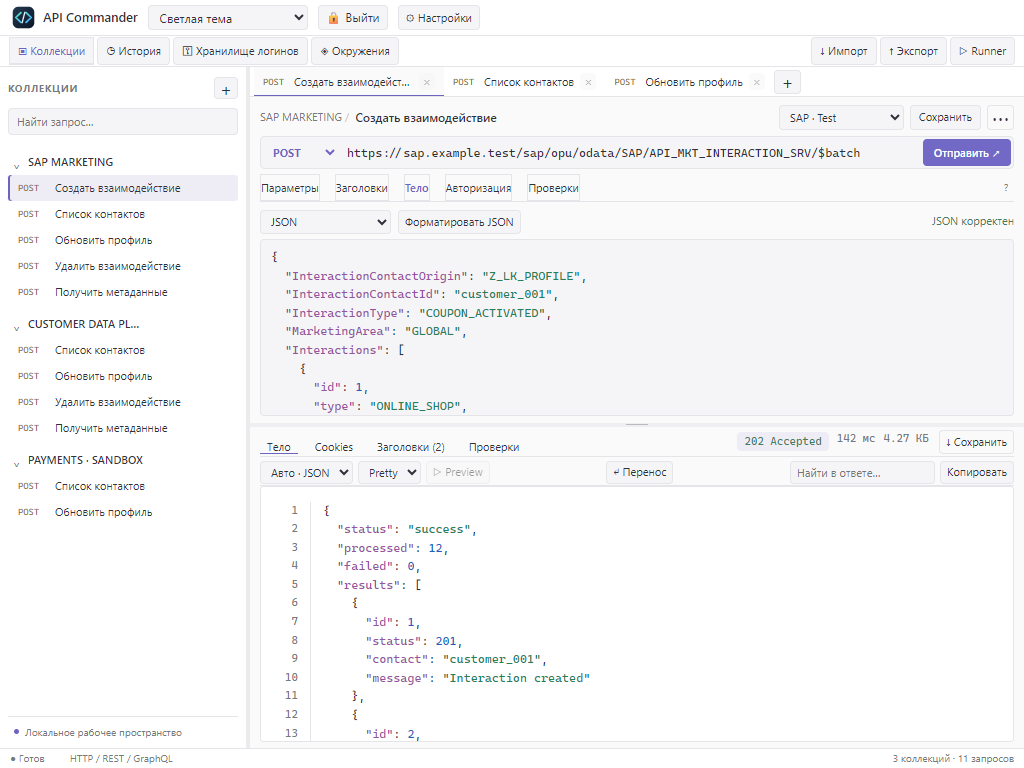 API Commander Светлая тема Выйти Настройки
Коллекции История Хранилище логинов Окружения ↓ Импорт ↑ Экспорт ▷ Runner
КОЛЛЕКЦИИ +
Найти запрос...
SAP MARKETING
POST Создать взаимодействие
POST Список контактов
POST Обновить профиль
POST Удалить взаимодействие
POST Получить метаданные
CUSTOMER DATA PL...
POST Список контактов
POST Обновить профиль
POST Удалить взаимодействие
POST Получить метаданные
PAYMENTS · SANDBOX
POST Список контактов
POST Обновить профиль
Локальное рабочее пространство
POST Создать взаимодейст... × POST Список контактов × POST Обновить профиль × +
SAP MARKETING / Создать взаимодействие SAP · Test Сохранить ...
POST https://sap.example.test/sap/opu/odata/SAP/API_MKT_INTERACTION_SRV/$batch Отправить ↗
Параметры Заголовки Тело Авторизация Проверки ?
JSON Форматировать JSON JSON корректен
{
"InteractionContactOrigin": "Z_LK_PROFILE",
"InteractionContactId": "customer_001",
"InteractionType": "COUPON_ACTIVATED",
"MarketingArea": "GLOBAL",
"Interactions": [
{
"id": 1,
"type": "ONLINE_SHOP",
Тело Cookies Заголовки (2) Проверки 202 Accepted 142 мс 4.27 КБ ↓ Сохранить
Авто · JSON Pretty ▷ Preview ↵ Перенос Найти в ответе... Копировать
1 {
2 "status": "success",
3 "processed": 12,
4 "failed": 0,
5 "results": [
6 {
7 "id": 1,
8 "status": 201,
9 "contact": "customer_001",
10 "message": "Interaction created"
11 },
12 {
13 "id": 2,
Готов HTTP / REST / GraphQL 3 коллекций · 11 запросов